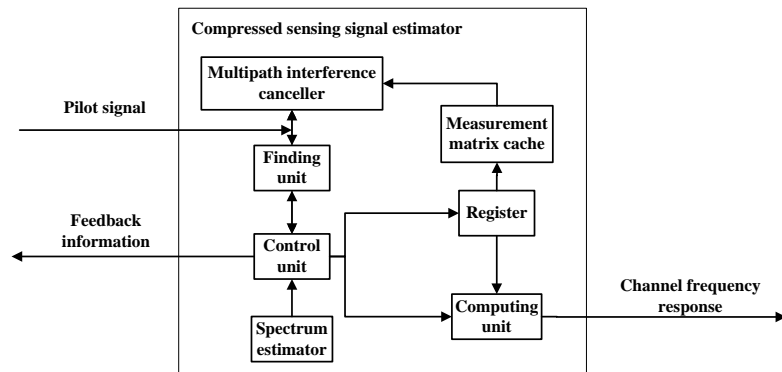 Compressed sensing signal estimator
Multipath interference
canceller
Pilot signal
Measurement
matrix cache
Finding
unit
Feedback
information
Register
Control
unit
Channel frequency
response
Computing
unit
Spectrum
estimator